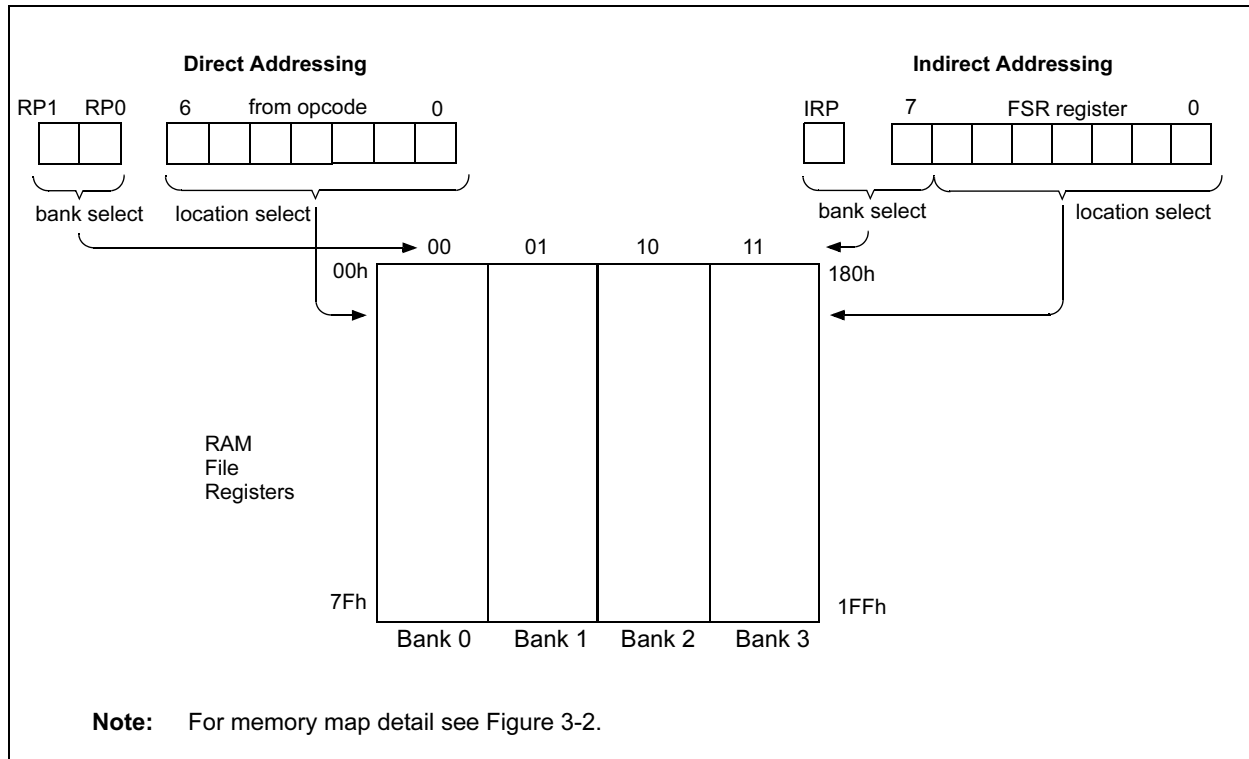 Direct Addressing
Indirect Addressing
RP1 RP0 6 from opcode 0
IRP 7 FSR register 0
bank select location select
bank select location select
00 01 10 11
00h 180h
RAM
File
Registers
7Fh 1FFh
Bank 0 Bank 1 Bank 2 Bank 3
Note: For memory map detail see Figure 3-2.